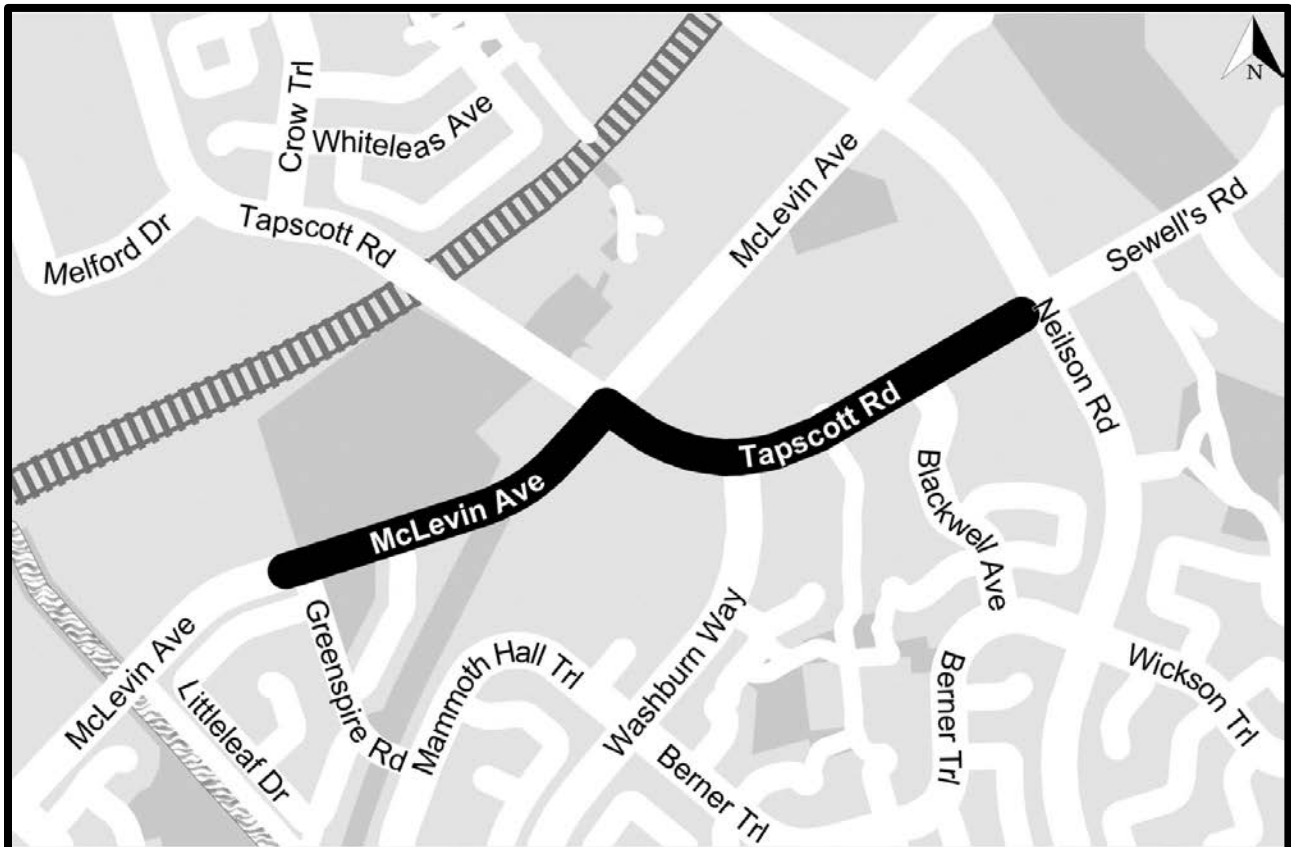 N
Crow Trl
Whiteleas Ave
McLevin Ave
Tapscott Rd
Melford Dr
Sewell's Rd
Neilson Rd
Tapscott Rd
McLevin Ave
Blackwell Ave
Greenspire Rd
McLevin Ave
Mammoth Hall Trl
Washburn Way
Littleleaf Dr
Berner Trl
Berner Trl
Wickson Trl